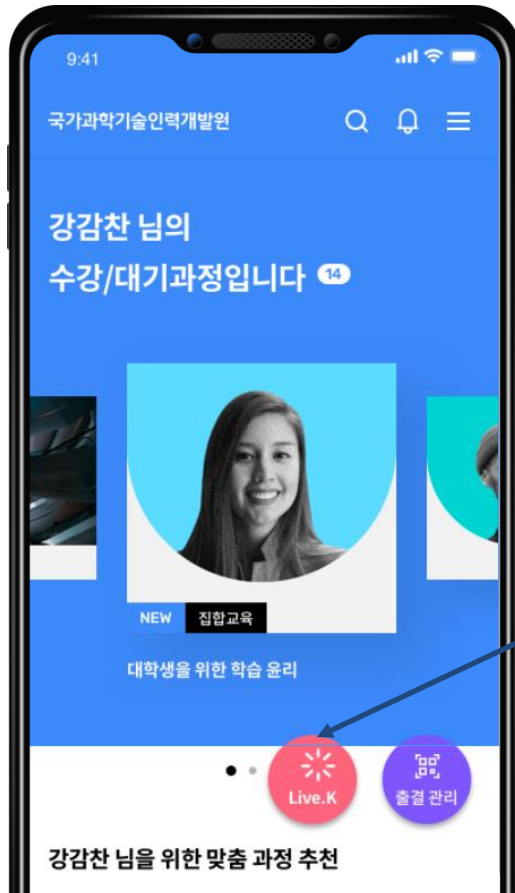 9:41
국가과학기술인력개발원
강감찬 님의
수강/대기과정입니다 14
NEW 집합교육
대학생을 위한 학습 윤리
Live.K
출결 관리
강감찬 님을 위한 맞춤 과정 추천